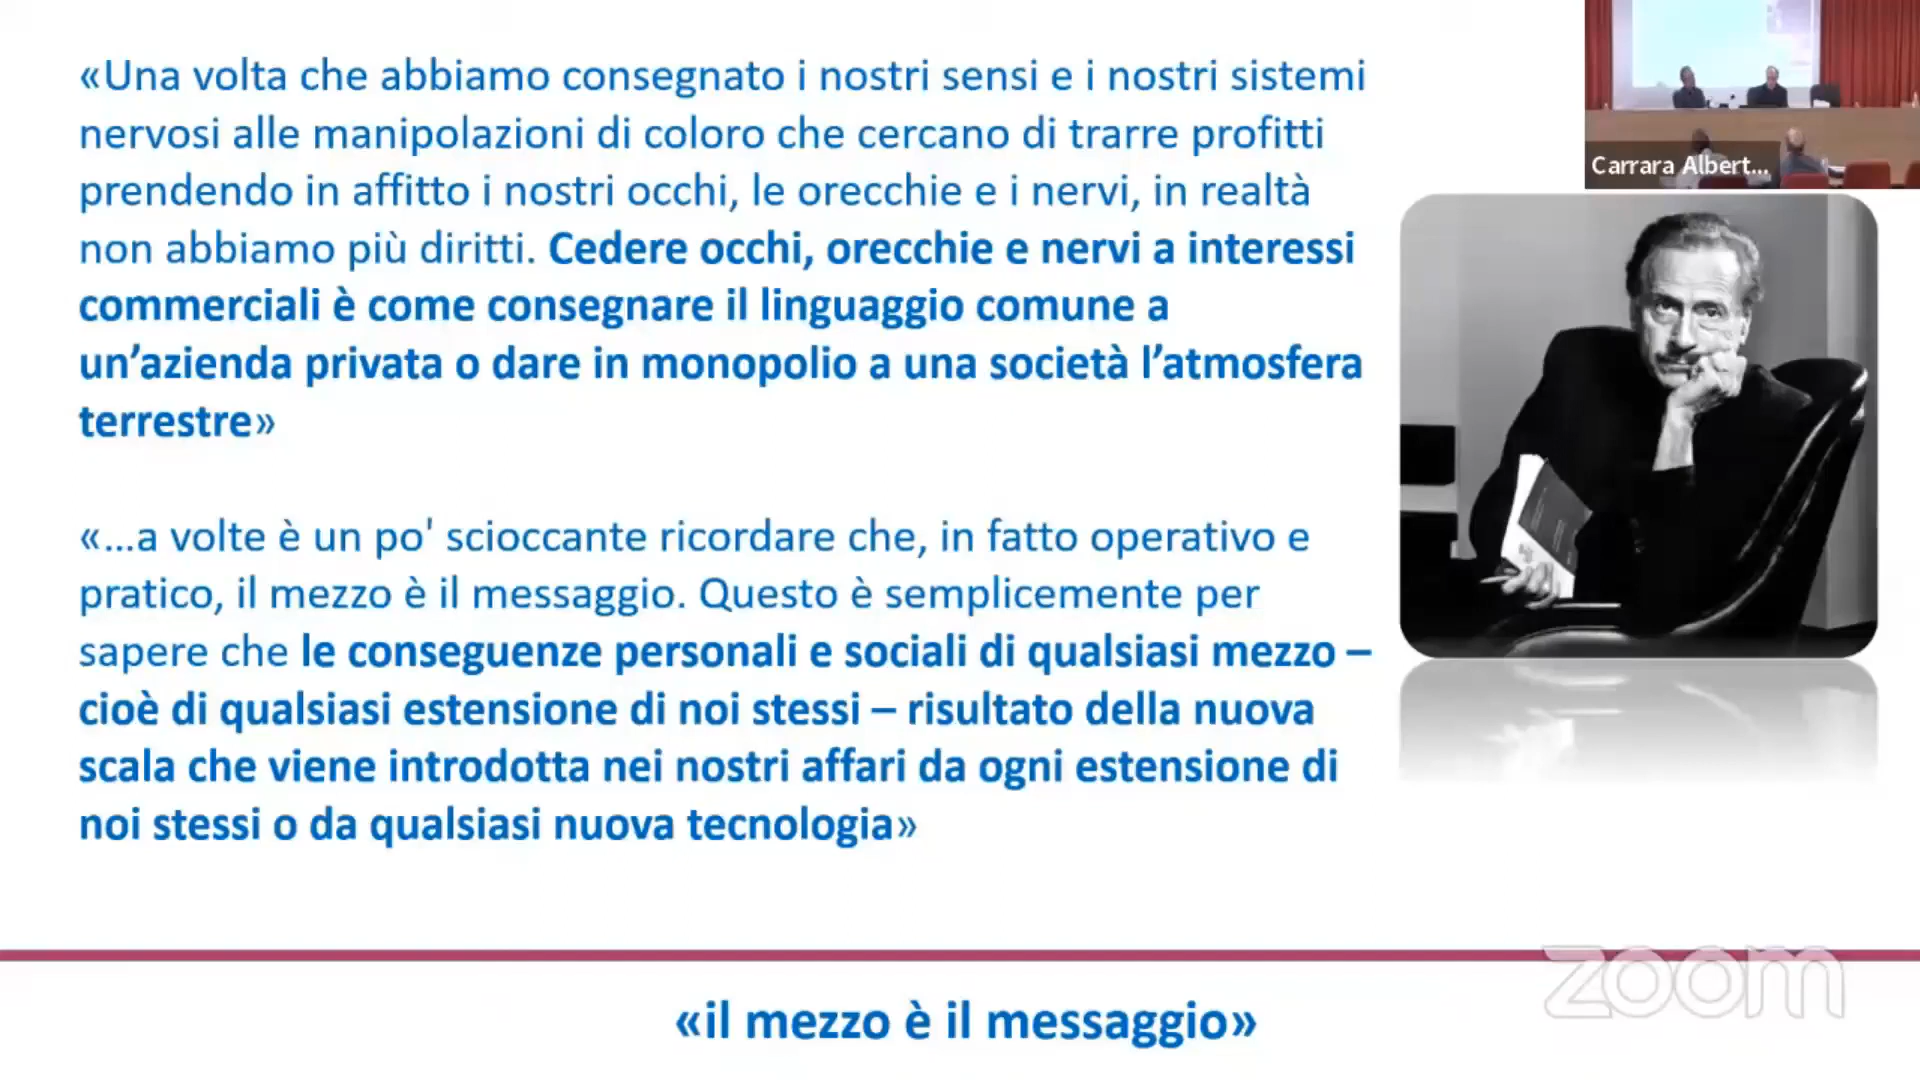 «Una volta che abbiamo consegnato i nostri sensi e i nostri sistemi
nervosi alle manipolazioni di coloro che cercano di trarre profitti
prendendo in affitto i nostri occhi, le orecchie e i nervi, in realtà
non abbiamo più diritti. Cedere occhi, orecchie e nervi a interessi
commerciali è come consegnare il linguaggio comune a
un’azienda privata o dare in monopolio a una società l’atmosfera
terrestre»
«...a volte è un po' scioccante ricordare che, in fatto operativo e
pratico, il mezzo è il messaggio. Questo è semplicemente per
sapere che le conseguenze personali e sociali di qualsiasi mezzo –
cioè di qualsiasi estensione di noi stessi – risultato della nuova
scala che viene introdotta nei nostri affari da ogni estensione di
noi stessi o da qualsiasi nuova tecnologia»
Carrara Albert...
«il mezzo è il messaggio»
zoom